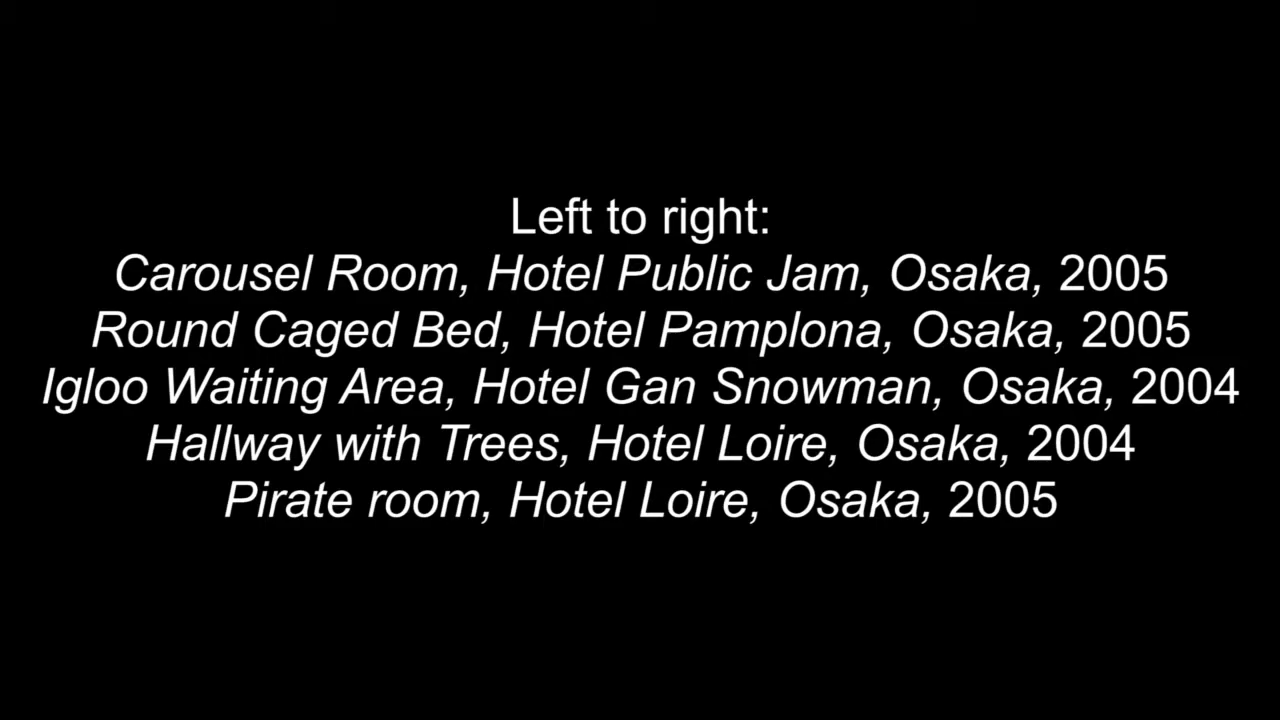 Left to right:
Carousel Room, Hotel Public Jam, Osaka, 2005
Round Caged Bed, Hotel Pamplona, Osaka, 2005
Igloo Waiting Area, Hotel Gan Snowman, Osaka, 2004
Hallway with Trees, Hotel Loire, Osaka, 2004
Pirate room, Hotel Loire, Osaka, 2005